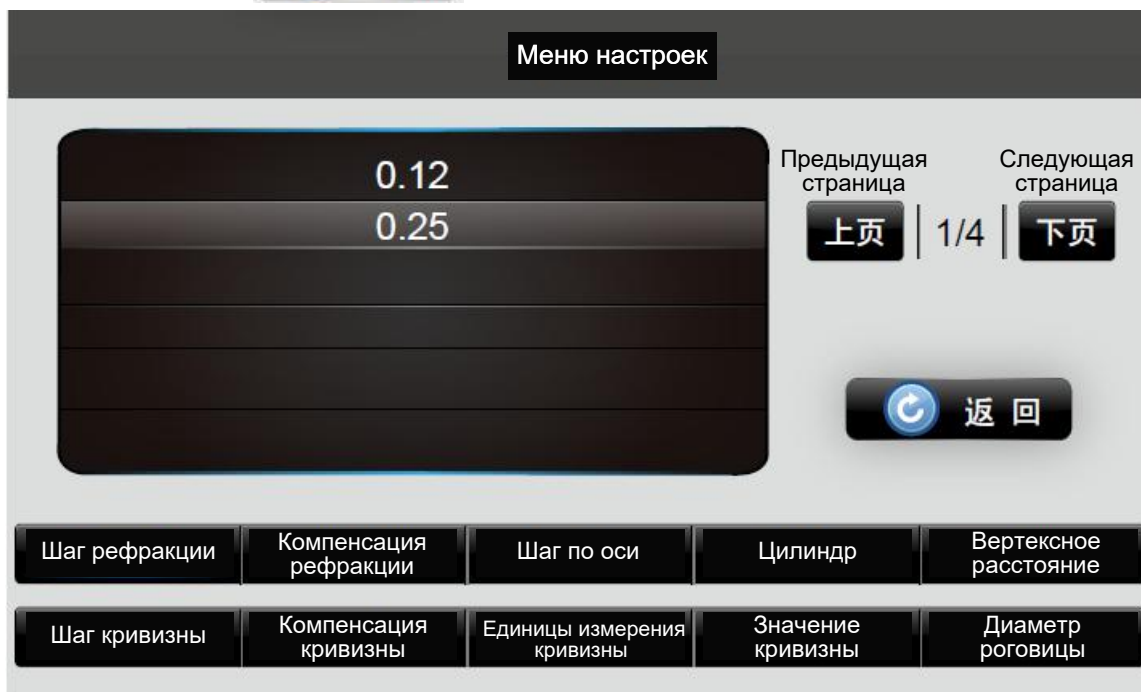 Меню настроек
0.12
0.25
Предыдущая
страница
Следующая
страница
上页 1/4 下页
返回
Шаг рефракции
Компенсация
рефракции
Шаг по оси
Цилиндр
Вертексное
расстояние
Шаг кривизны
Компенсация
кривизны
Единицы измерения
кривизны
Значение
кривизны
Диаметр
роговицы